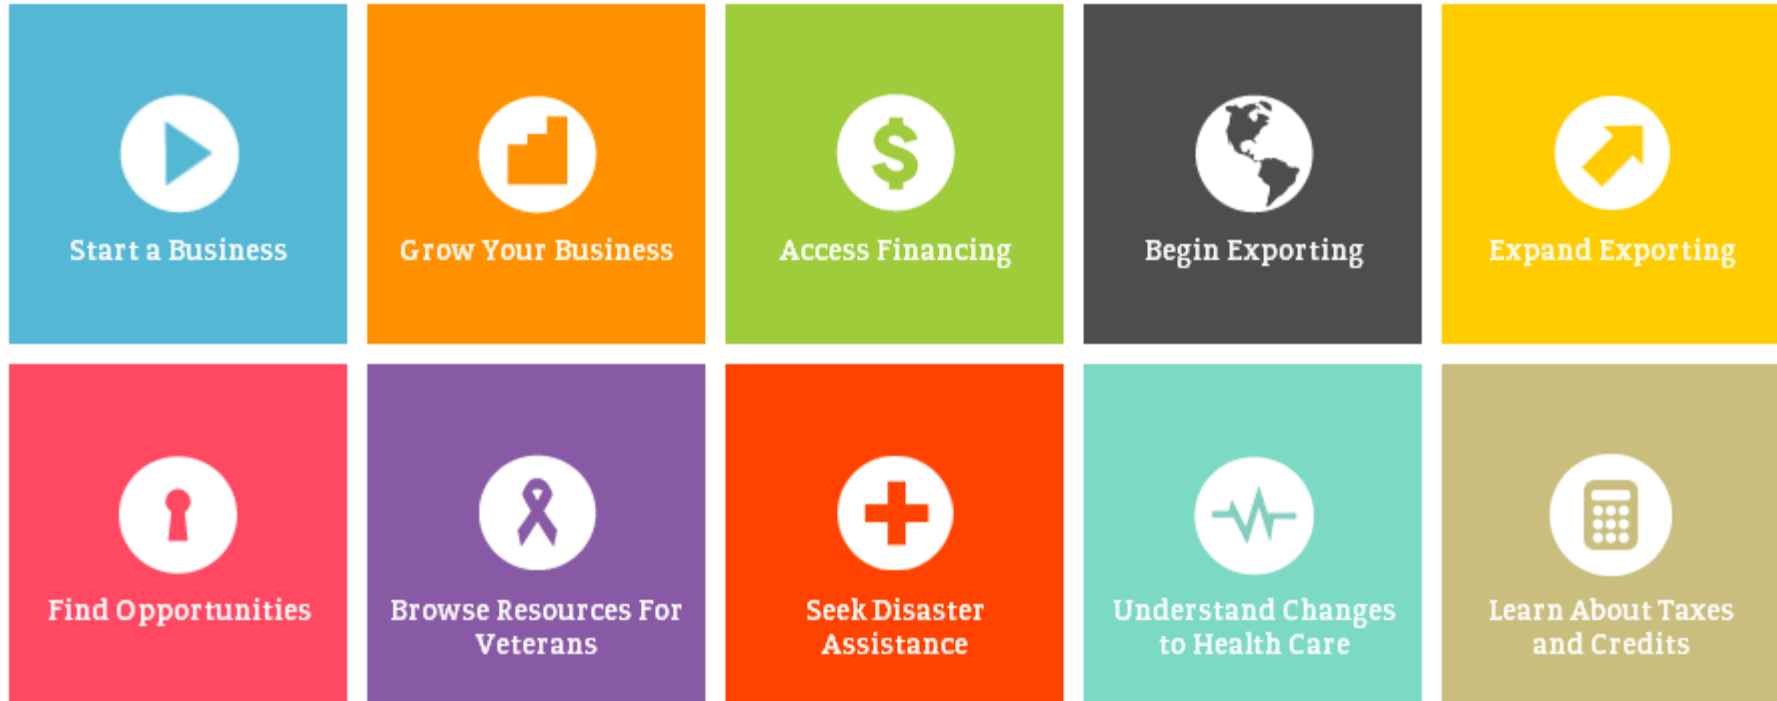 Start a Business
Grow Your Business
Access Financing
Begin Exporting
Expand Exporting
Find Opportunities
Browse Resources For
Veterans
Seek Disaster
Assistance
Understand Changes
to Health Care
Learn About Taxes
and Credits